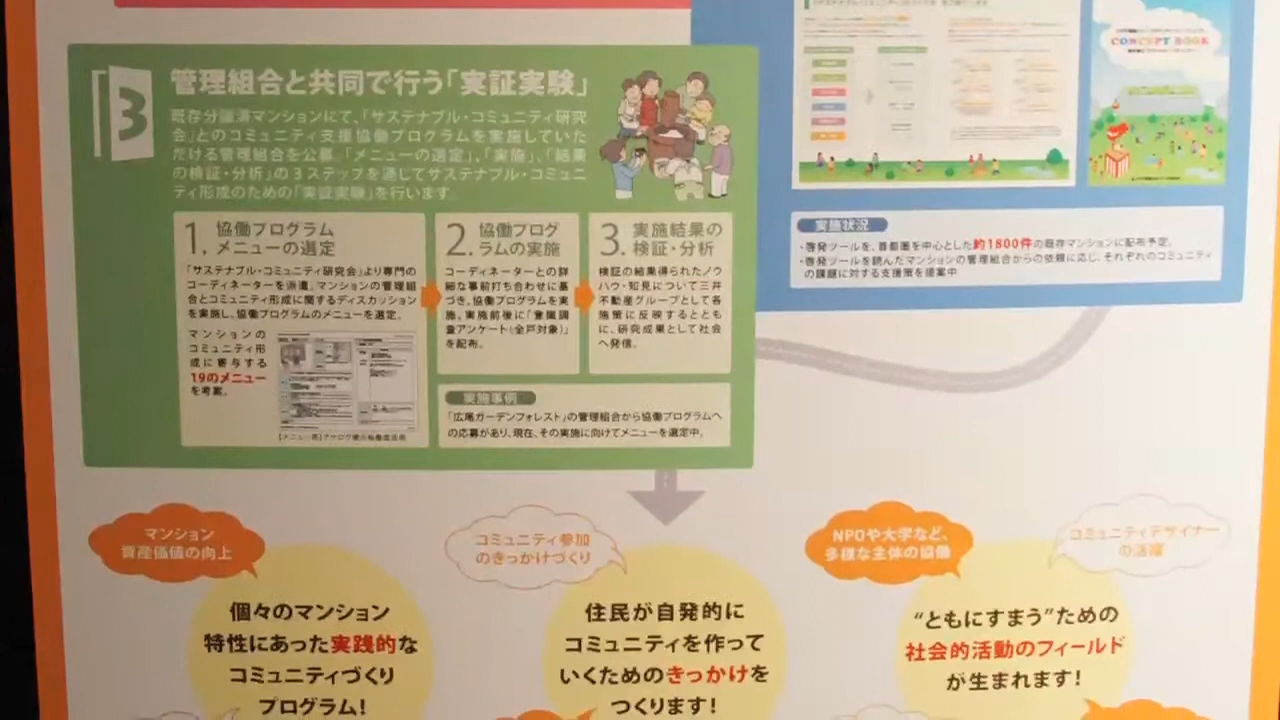 3
管理組合と共同で行う「実証実験」
既存分譲済マンションにて、「サステナブル・コミュニティ研究
会」とのコミュニティ支援協働プログラムを実施していた
だける管理組合を公募。「メニューの選定」、「実施」、「結果
の検証・分析」の3ステップを通してサステナブル・コミュニ
ティ形成のための「実証実験」を行います。
1. 協働プログラム
メニューの選定
「サステナブル・コミュニティ研究会」より専門の
コーディネーターを派遣。マンションの管理組
合とコミュニティ形成に関するディスカッション
を実施し、協働プログラムのメニューを選定。
マンションの
コミュニティ形
成に寄与する
19のメニュー
を考案。
2. 協働プログ
ラムの実施
コーディネーターとの詳
細な事前打ち合わせに基
づき、協働プログラムを実
施。実施前後に「意識調
査アンケート(全戸対象)」
を配布。
3. 実施結果の
検証・分析
検証の結果得られたノウ
ハウ・知見について三井
不動産グループとして各
施策に反映するととも
に、研究成果として社会
へ発信。
実施事例
「広尾ガーデンフォレスト」の管理組合から協働プログラムへ
の応募があり、現在、その実施に向けてメニューを選定中。
CONCEPT BOOK
実施状況
・啓発ツールを、首都圏を中心とした約1800件の既存マンションに配布予定。
・啓発ツールを読んだマンションの管理組合からの依頼に応じ、それぞれのコミュニティ
の課題に対する支援策を提案中
マンション
資産価値の向上
個々のマンション
特性にあった実践的な
コミュニティづくり
プログラム!
コミュニティ参加
のきっかけづくり
住民が自発的に
コミュニティを作って
いくためのきっかけを
つくります!
NPOや大学など、
多様な主体の協働
コミュニティデザイナー
の活躍
“ともにすまう”ための
社会的活動のフィールド
が生まれます!